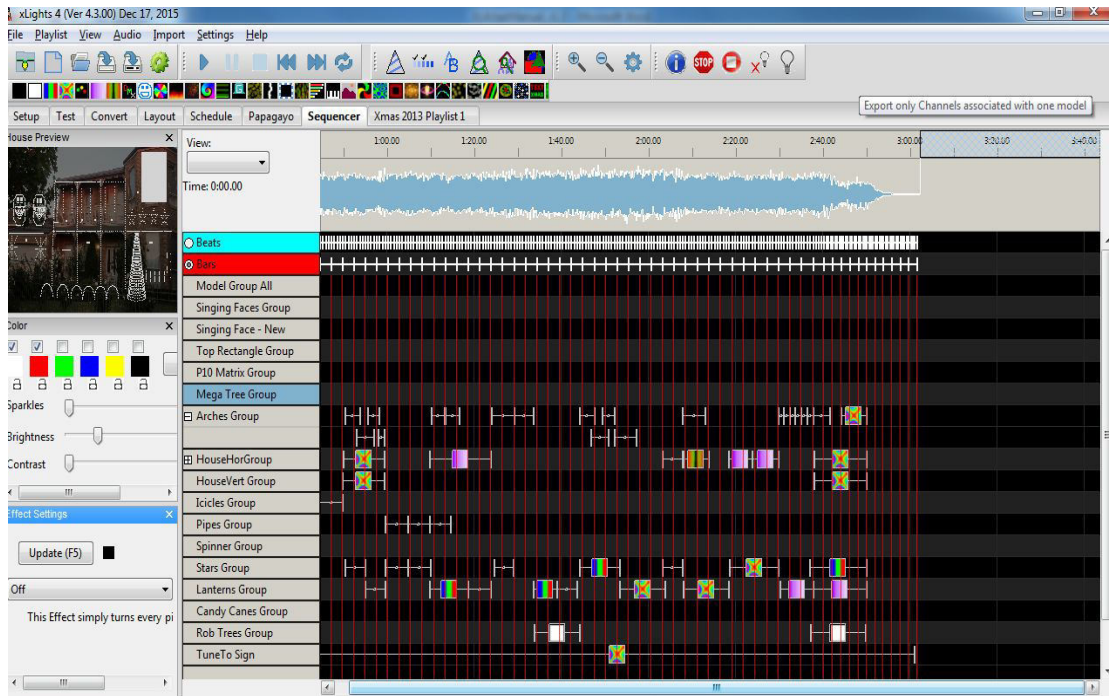 xLights 4 (Ver 4.3.00) Dec 17, 2015
File Playlist View Audio Import Settings Help
STOP
Export only Channels associated with one model
Setup Test Convert Layout Schedule Papagayo Sequencer Xmas 2013 Playlist 1
House Preview X
View:
Time: 0:00.00
1:00.00 1:20.00 1:40.00 2:00.00 2:20.00 2:40.00 3:00.00 3:20.00 3:40.00
Beats
Bars
Model Group All
Singing Faces Group
Singing Face - New
Top Rectangle Group
P10 Matrix Group
Mega Tree Group
Arches Group
HouseHorGroup
HouseVert Group
Icicles Group
Pipes Group
Spinner Group
Stars Group
Lanterns Group
Candy Canes Group
Rob Trees Group
TuneTo Sign
Color X
Sparkles
Brightness
Contrast
Effect Settings X
Update (F5)
Off
This Effect simply turns every pi